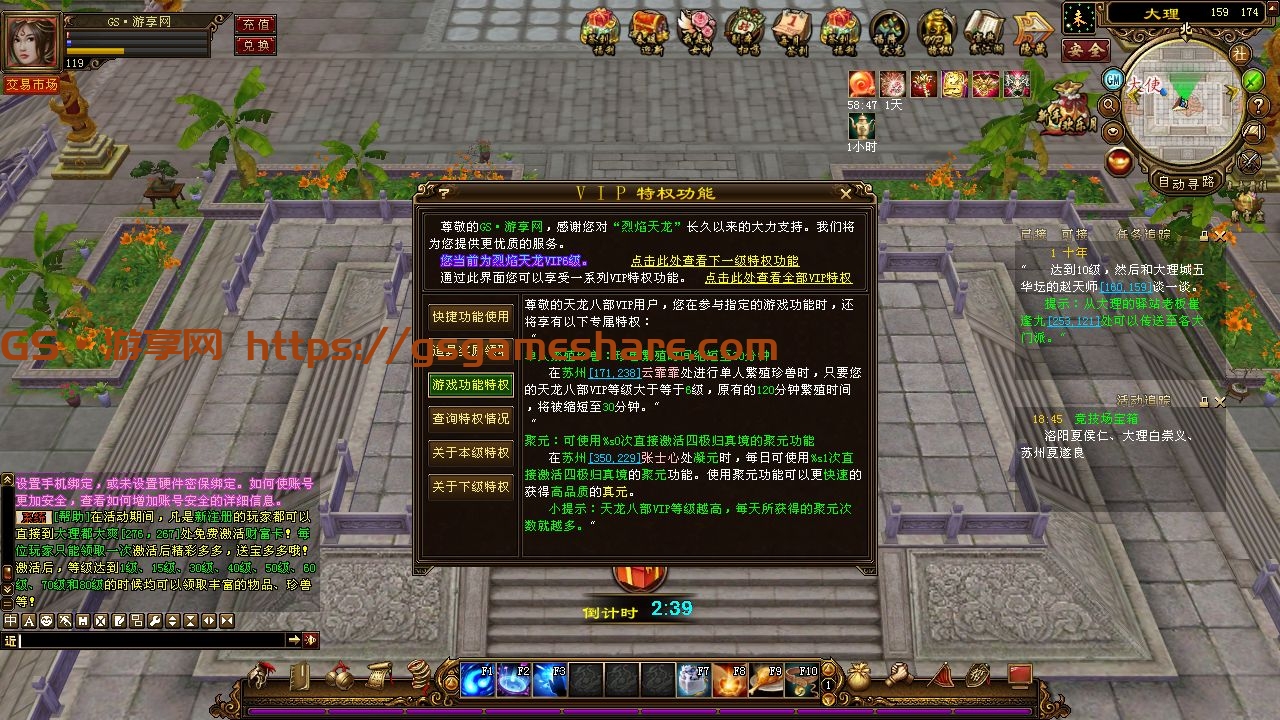 GS·游享网
充值
兑换
119
交易市场
大理
159 174
北
未
安全
社
GM
大使
自动寻路
58:47 1天
1小时
VIP 特权功能
尊敬的GS·游享网，感谢您对“烈焰天龙”长久以来的大力支持。我们将
为您提供更优质的服务。
您当前为烈焰天龙VIP6级。 点击此处查看下一级特权功能
通过此界面您可以享受一系列VIP特权功能。 点击此处查看全部VIP特权
快捷功能使用
游戏功能特权
查询特权情况
关于本级特权
关于下级特权
尊敬的天龙八部VIP用户，您在参与指定的游戏功能时，还
将享有以下专属特权：
在苏州[171,238]云霏霏处进行单人繁殖珍兽时，只要您
的天龙八部VIP等级大于等于6级，原有的120分钟繁殖时间
，将被缩短至30分钟。“
“
聚元：可使用%s0次直接激活四极归真境的聚元功能
在苏州[350,229]张士心处凝元时，每日可使用%s1次直
接激活四极归真境的聚元功能。使用聚元功能可以更快速的
获得高品质的真元。
小提示：天龙八部VIP等级越高，每天所获得的聚元次
数就越多。“
GS·游享网 https://gsgameshare.com
可接 任务追踪
1 十年
“ 达到10级，然后和大理城五
华坛的赵天师[160,159]谈一谈。
提示：从大理的驿站老板崔
逢九[253,121]处可以传送至各大
门派。“
活动追踪
18:45 竞技场宝箱
洛阳夏侯仁、大理白崇义、
苏州夏遂良
设置手机绑定，或未设置硬件密保绑定。如何使账号
更加安全，查看如何增加账号安全的详细信息。
[帮助]在活动期间，凡是新注册的玩家都可以
直接到大理都大爽[276,267]处免费激活财富卡！每
位玩家只能领取一次激活后精彩多多，送宝多多哦！
激活后，等级达到1级、15级、30级、40级、50级、60
级、70级和80级的时候均可以领取丰富的物品、珍兽
等！
近
倒计时 2:39
F1 F2 F3 F7 F8 F9 F10